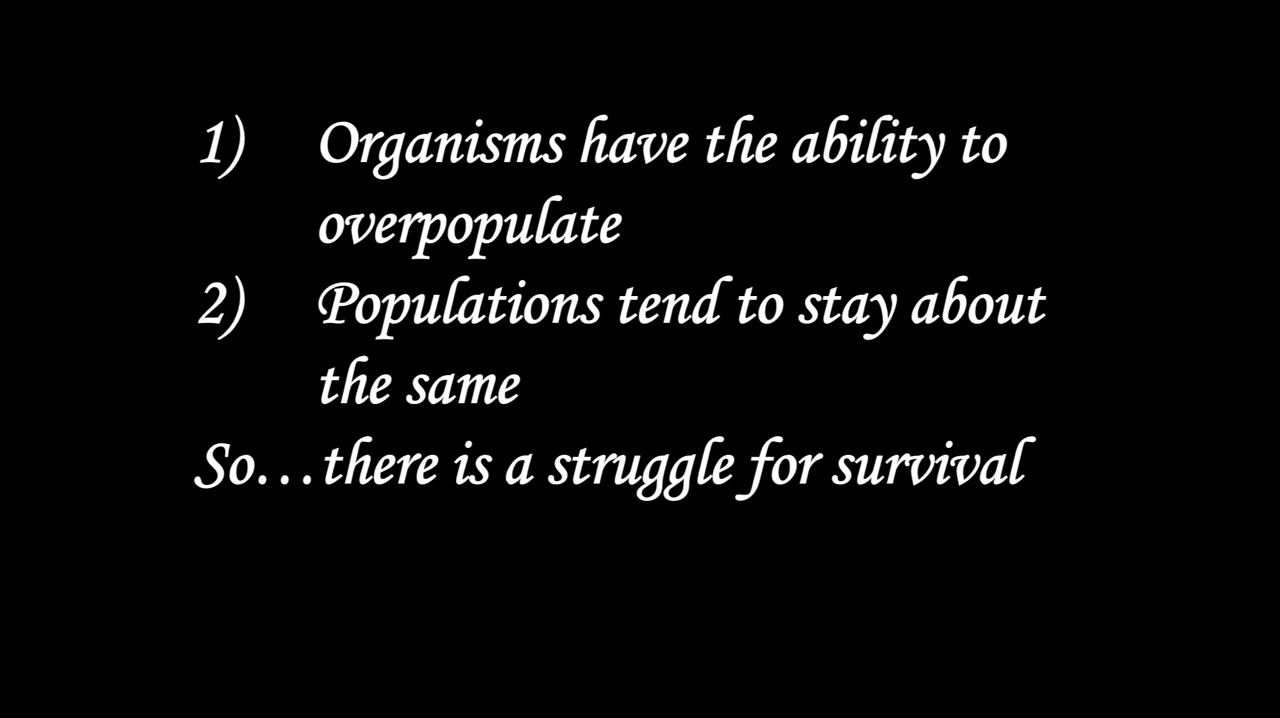 1) Organisms have the ability to
overpopulate
2) Populations tend to stay about
the same
So...there is a struggle for survival